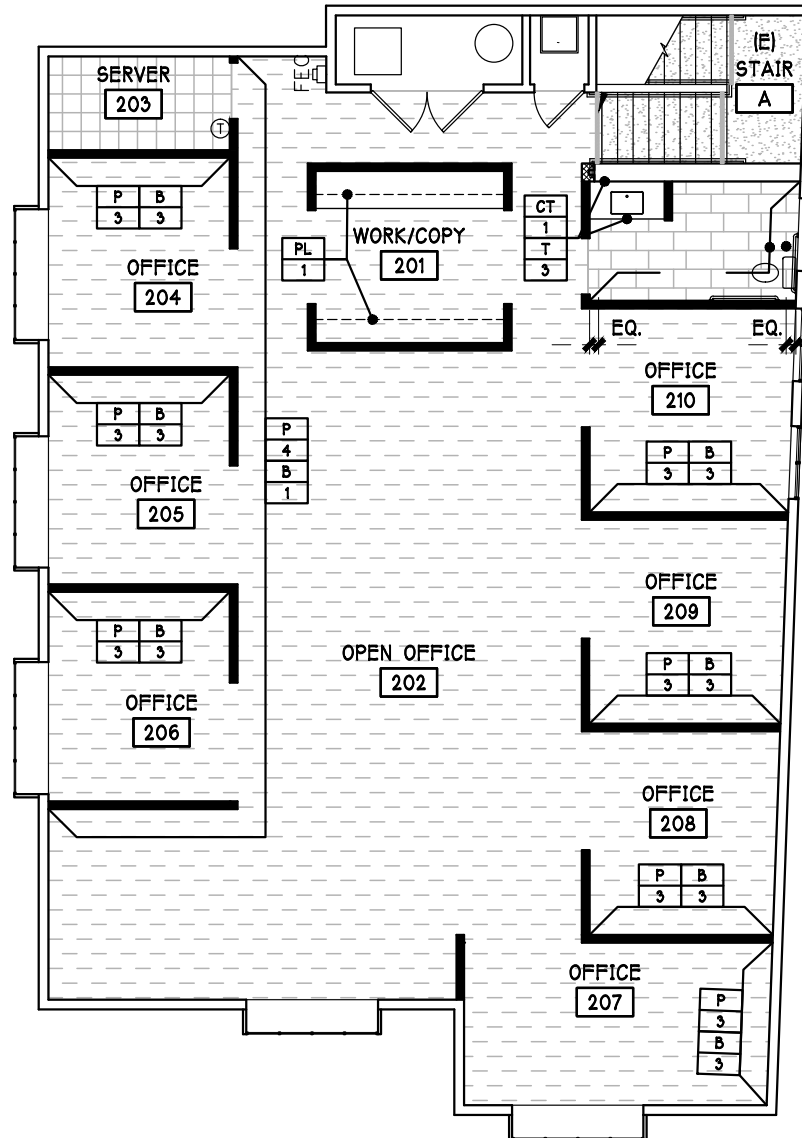 (E)
STAIR
A
SERVER
203
FEC
T
P B
3 3
OFFICE
204
WORK/COPY
201
PL
1
CT
1
T
3
EQ. EQ.
OFFICE
210
P B
3 3
P B
3 3
OFFICE
205
P
4
B
1
OFFICE
209
P B
3 3
P B
3 3
OFFICE
206
OPEN OFFICE
202
OFFICE
208
P B
3 3
OFFICE
207
P
3
B
3